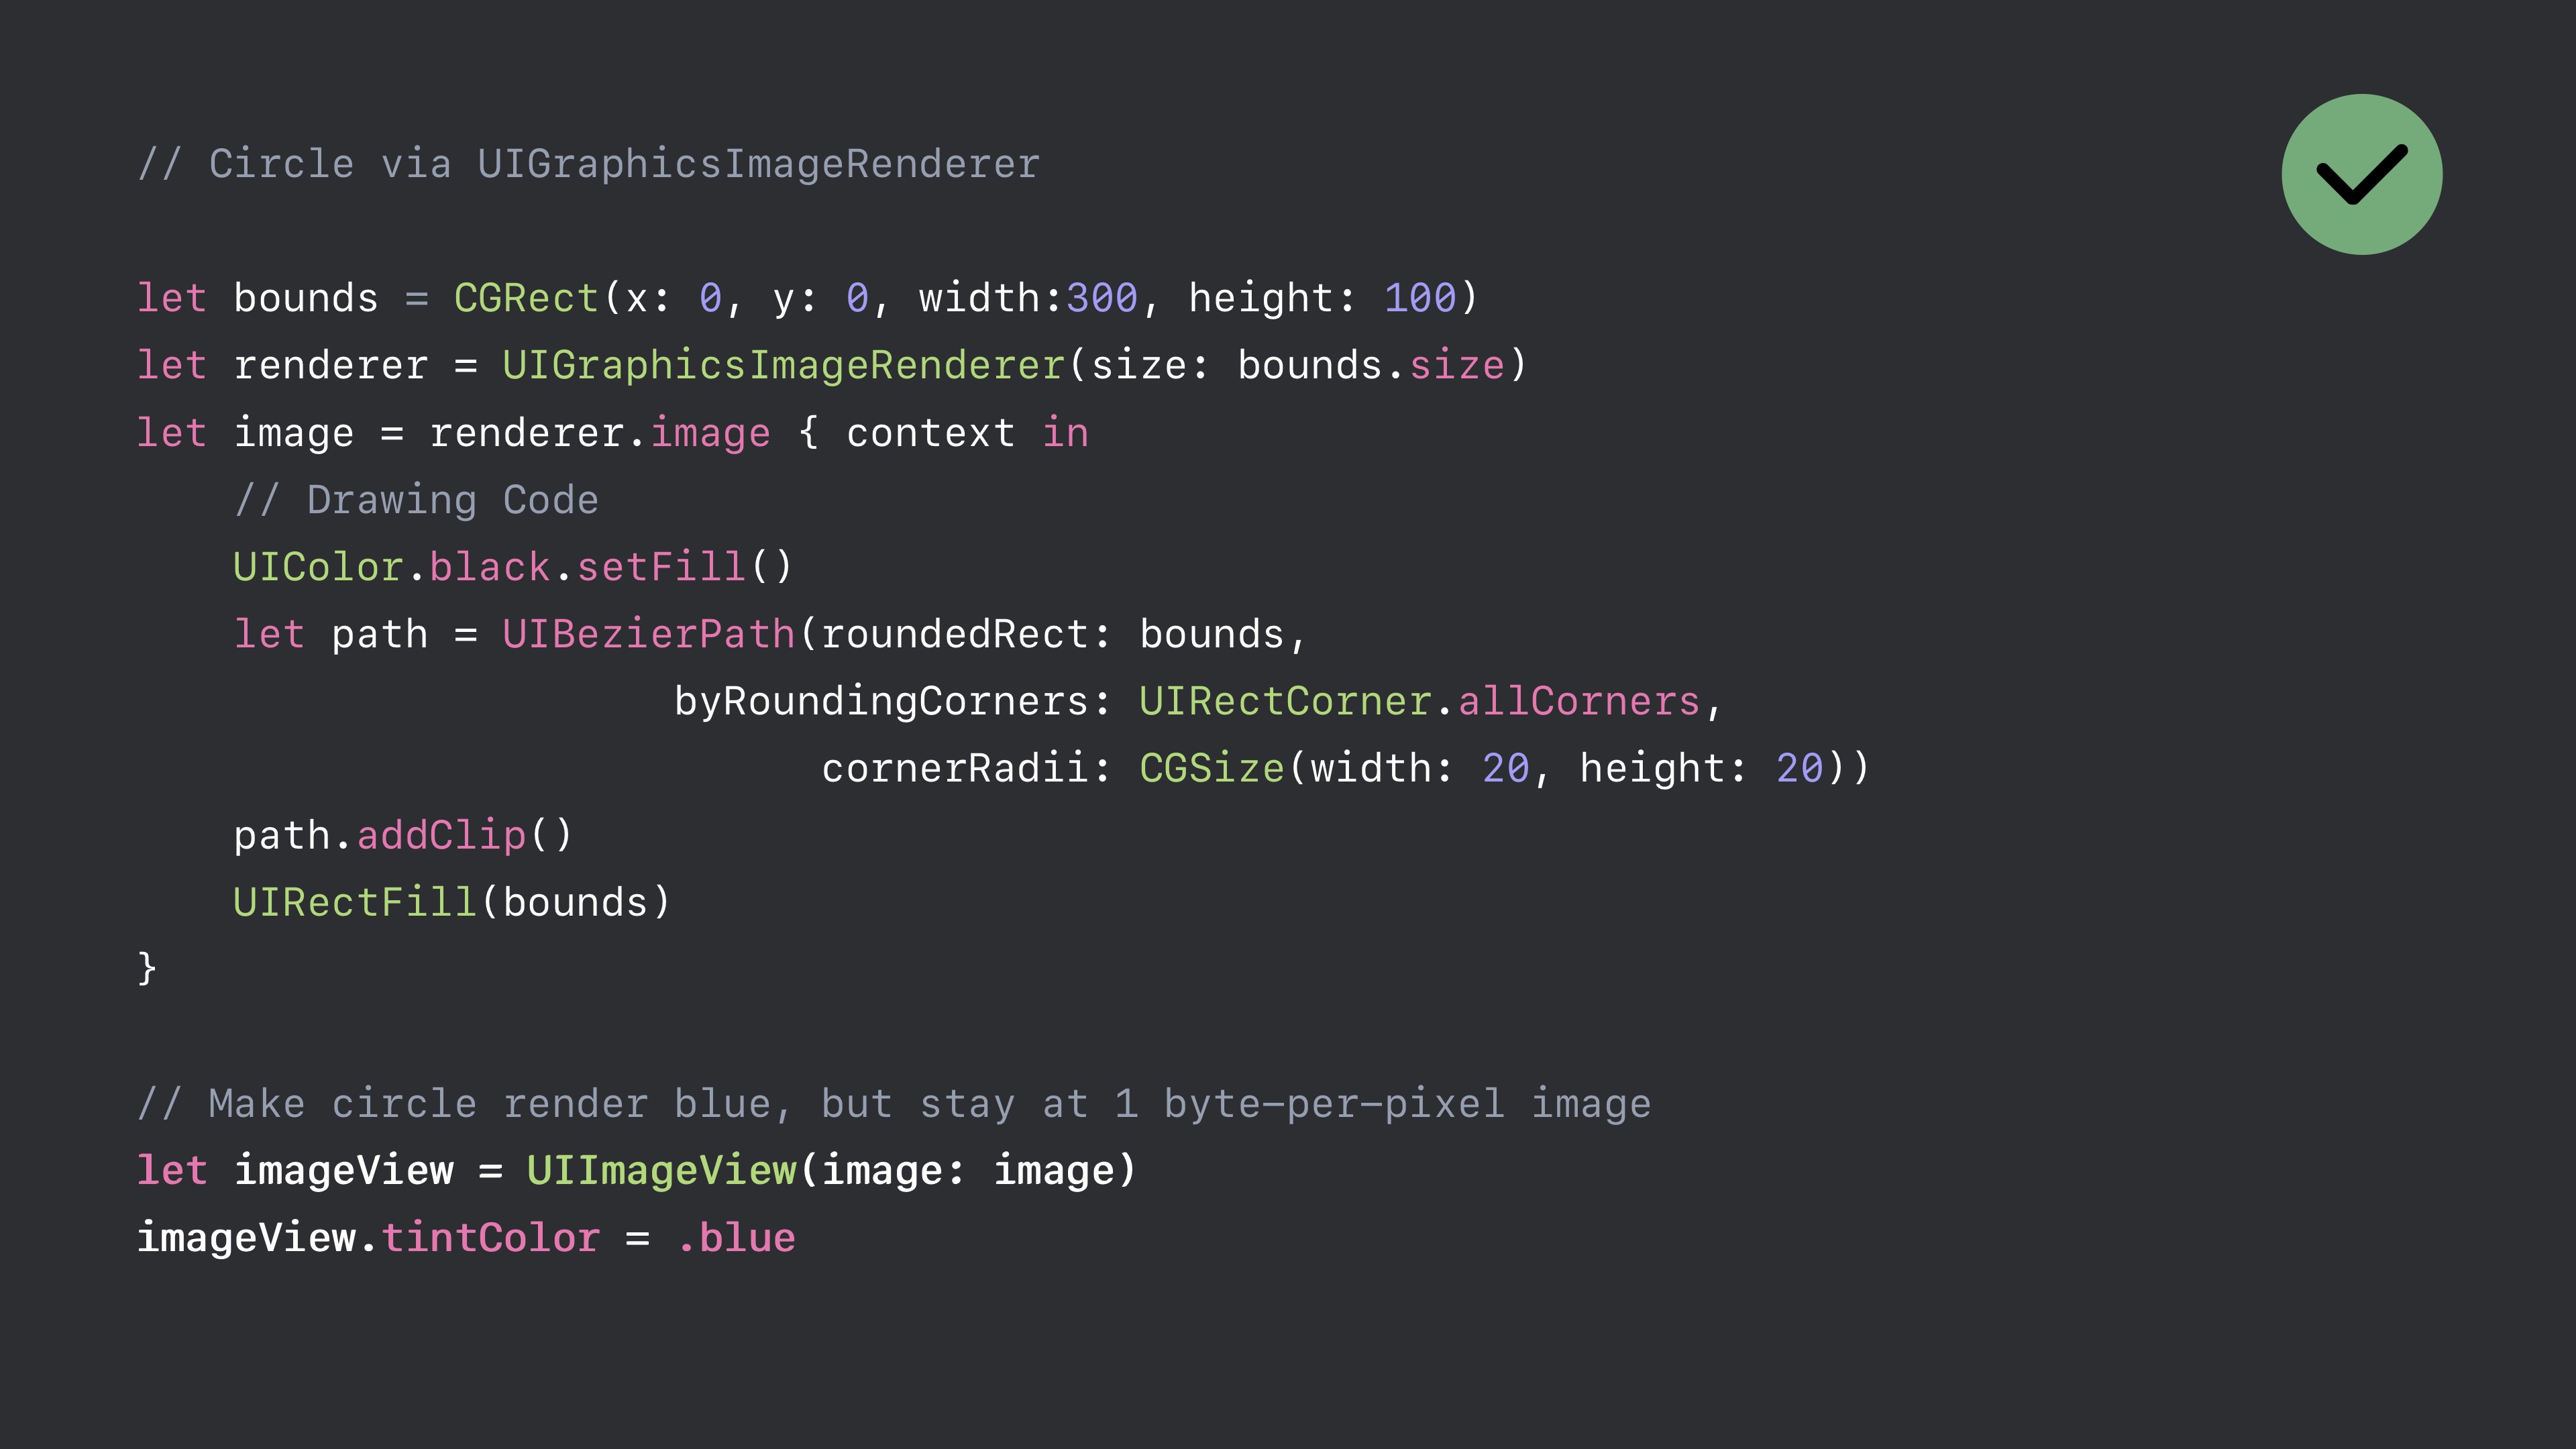 // Circle via UIGraphicsImageRenderer
let bounds = CGRect(x: 0, y: 0, width:300, height: 100)
let renderer = UIGraphicsImageRenderer(size: bounds.size)
let image = renderer.image { context in
// Drawing Code
UIColor.black.setFill()
let path = UIBezierPath(roundedRect: bounds,
byRoundingCorners: UIRectCorner.allCorners,
cornerRadii: CGSize(width: 20, height: 20))
path.addClip()
UIRectFill(bounds)
}
// Make circle render blue, but stay at 1 byte-per-pixel image
let imageView = UIImageView(image: image)
imageView.tintColor = .blue